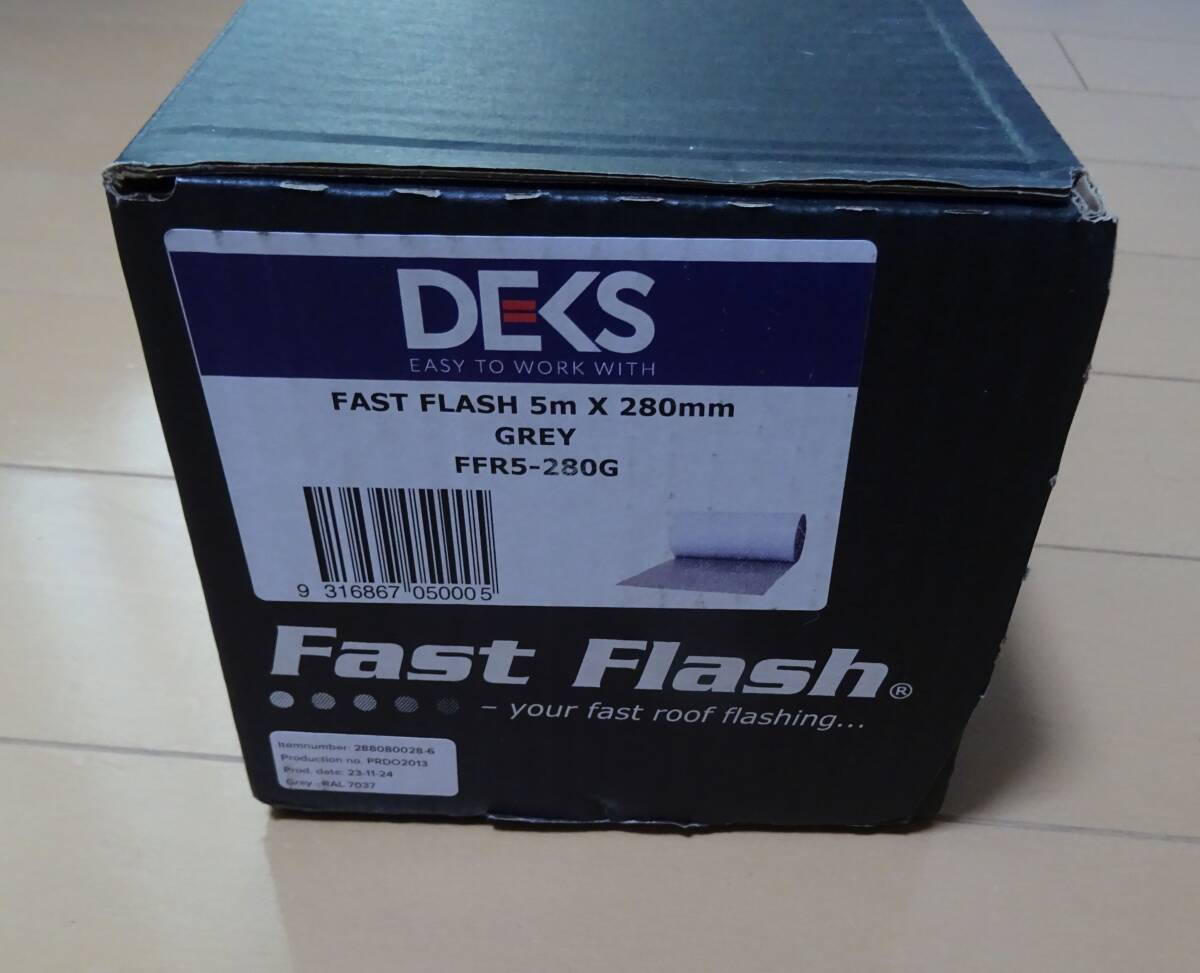 DEKS
EASY TO WORK WITH
FAST FLASH 5m X 280mm
GREY
FFR5-280G
9 316867 050005
Fast Flash®
– your fast roof flashing...
Itemnumber: 288080028-6
Production no. PRDO2013
Prod. date: 23-11-24
Grey - RAL 7037